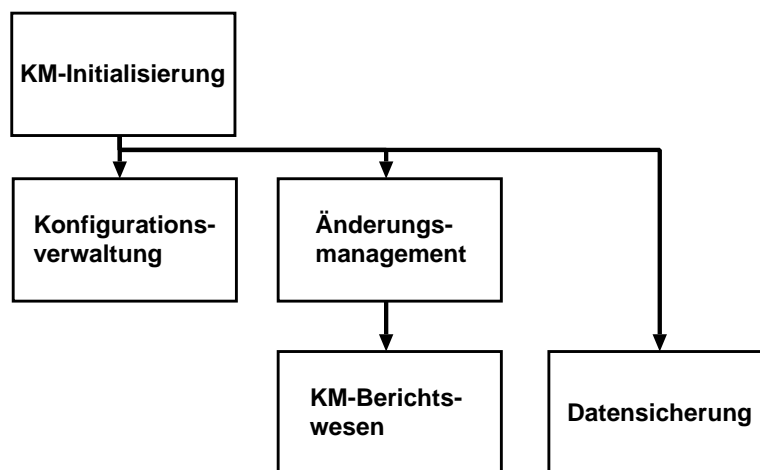 KM-Initialisierung
Konfigurations-
verwaltung
Änderungs-
management
KM-Berichts-
wesen
Datensicherung